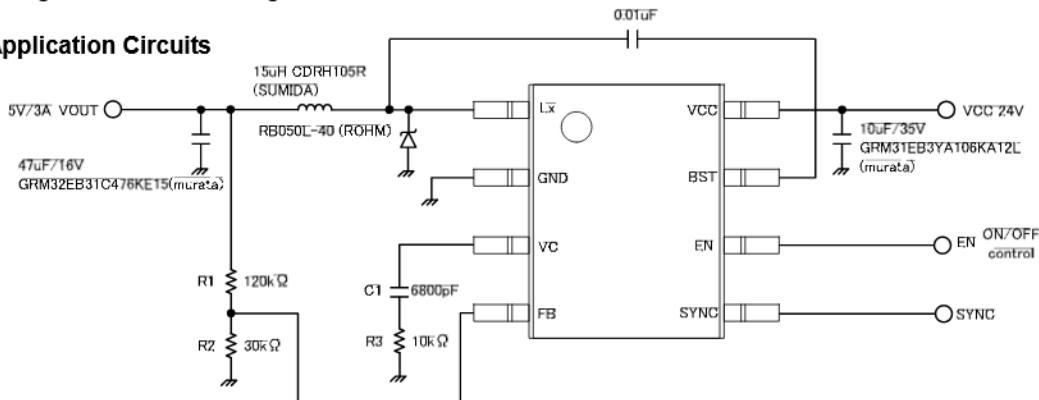 Application Circuits
0.01uF
15uH CDRH105R
(SUMIDA)
5V/3A VOUT
Lx
VCC
VCC 24V
RB050L-40 (ROHM)
10uF/35V
GRM31EB3YA106KA12L
(murata)
47uF/16V
GRM32EB31C476KE15(murata)
GND
BST
VC
EN
EN ON/OFF
control
R1 120kΩ
C1 6800pF
FB
SYNC
SYNC
R2 30kΩ
R3 10kΩ